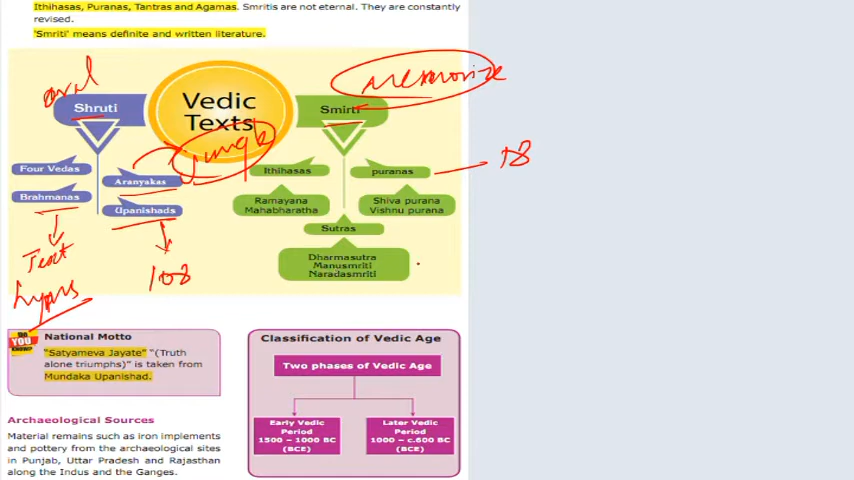 Ithihasas, Puranas, Tantras and Agamas. Smritis are not eternal. They are constantly
revised.
'Smriti' means definite and written literature.
oral
memorize
Shruti
Vedic
Texts
Smirti
Jungle
18
Four Vedas
Aranyakas
Ithihasas
puranas
Brahmanas
Upanishads
Ramayana
Mahabharatha
Shiva purana
Vishnu purana
Sutras
Text
108
Dharmasutra
Manusmriti
Naradasmriti
DO
YOU
KNOW?
National Motto
"Satyameva Jayate" "(Truth
alone triumphs)" is taken from
Mundaka Upanishad.
Archaeological Sources
Material remains such as iron implements
and pottery from the archaeological sites
in Punjab, Uttar Pradesh and Rajasthan
along the Indus and the Ganges.
Classification of Vedic Age
Two phases of Vedic Age
Early Vedic
Period
1500 – 1000 BC
(BCE)
Later Vedic
Period
1000 – c.600 BC
(BCE)